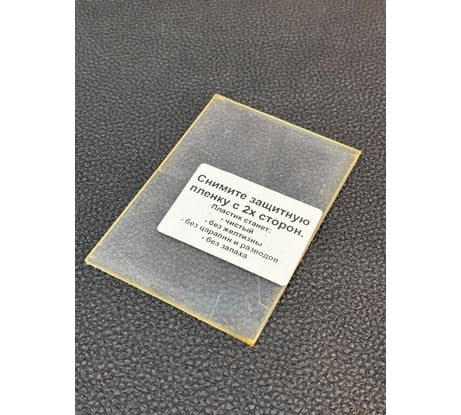 Снимите защитную
пленку с 2х сторон.
Пластик станет:
- чистый
- без желтизны
- без царапин и разводов
- без запаха